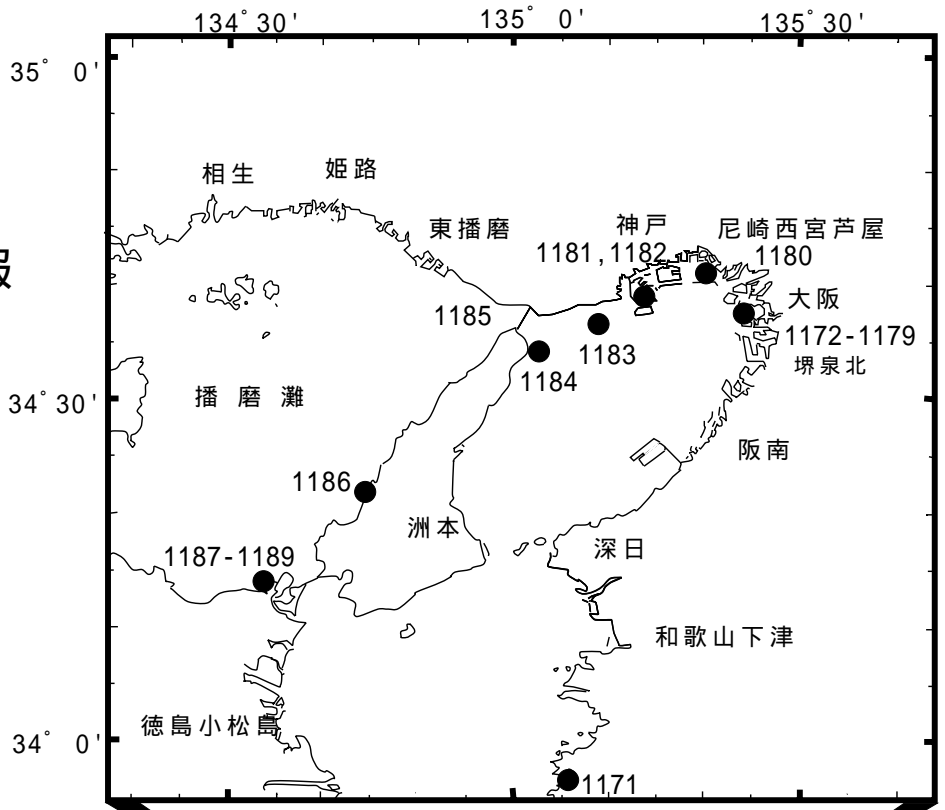 134°30' 135° 0' 135°30'
35° 0'
相生 姫路
東播磨 神戸 尼崎西宮芦屋
1181,1182 1180
報
大阪
1185 1172-1179
1183 堺泉北
1184
34°30' 播磨灘
阪南
1186
洲本
深日
1187-1189
和歌山下津
徳島小松島
34° 0'
1171